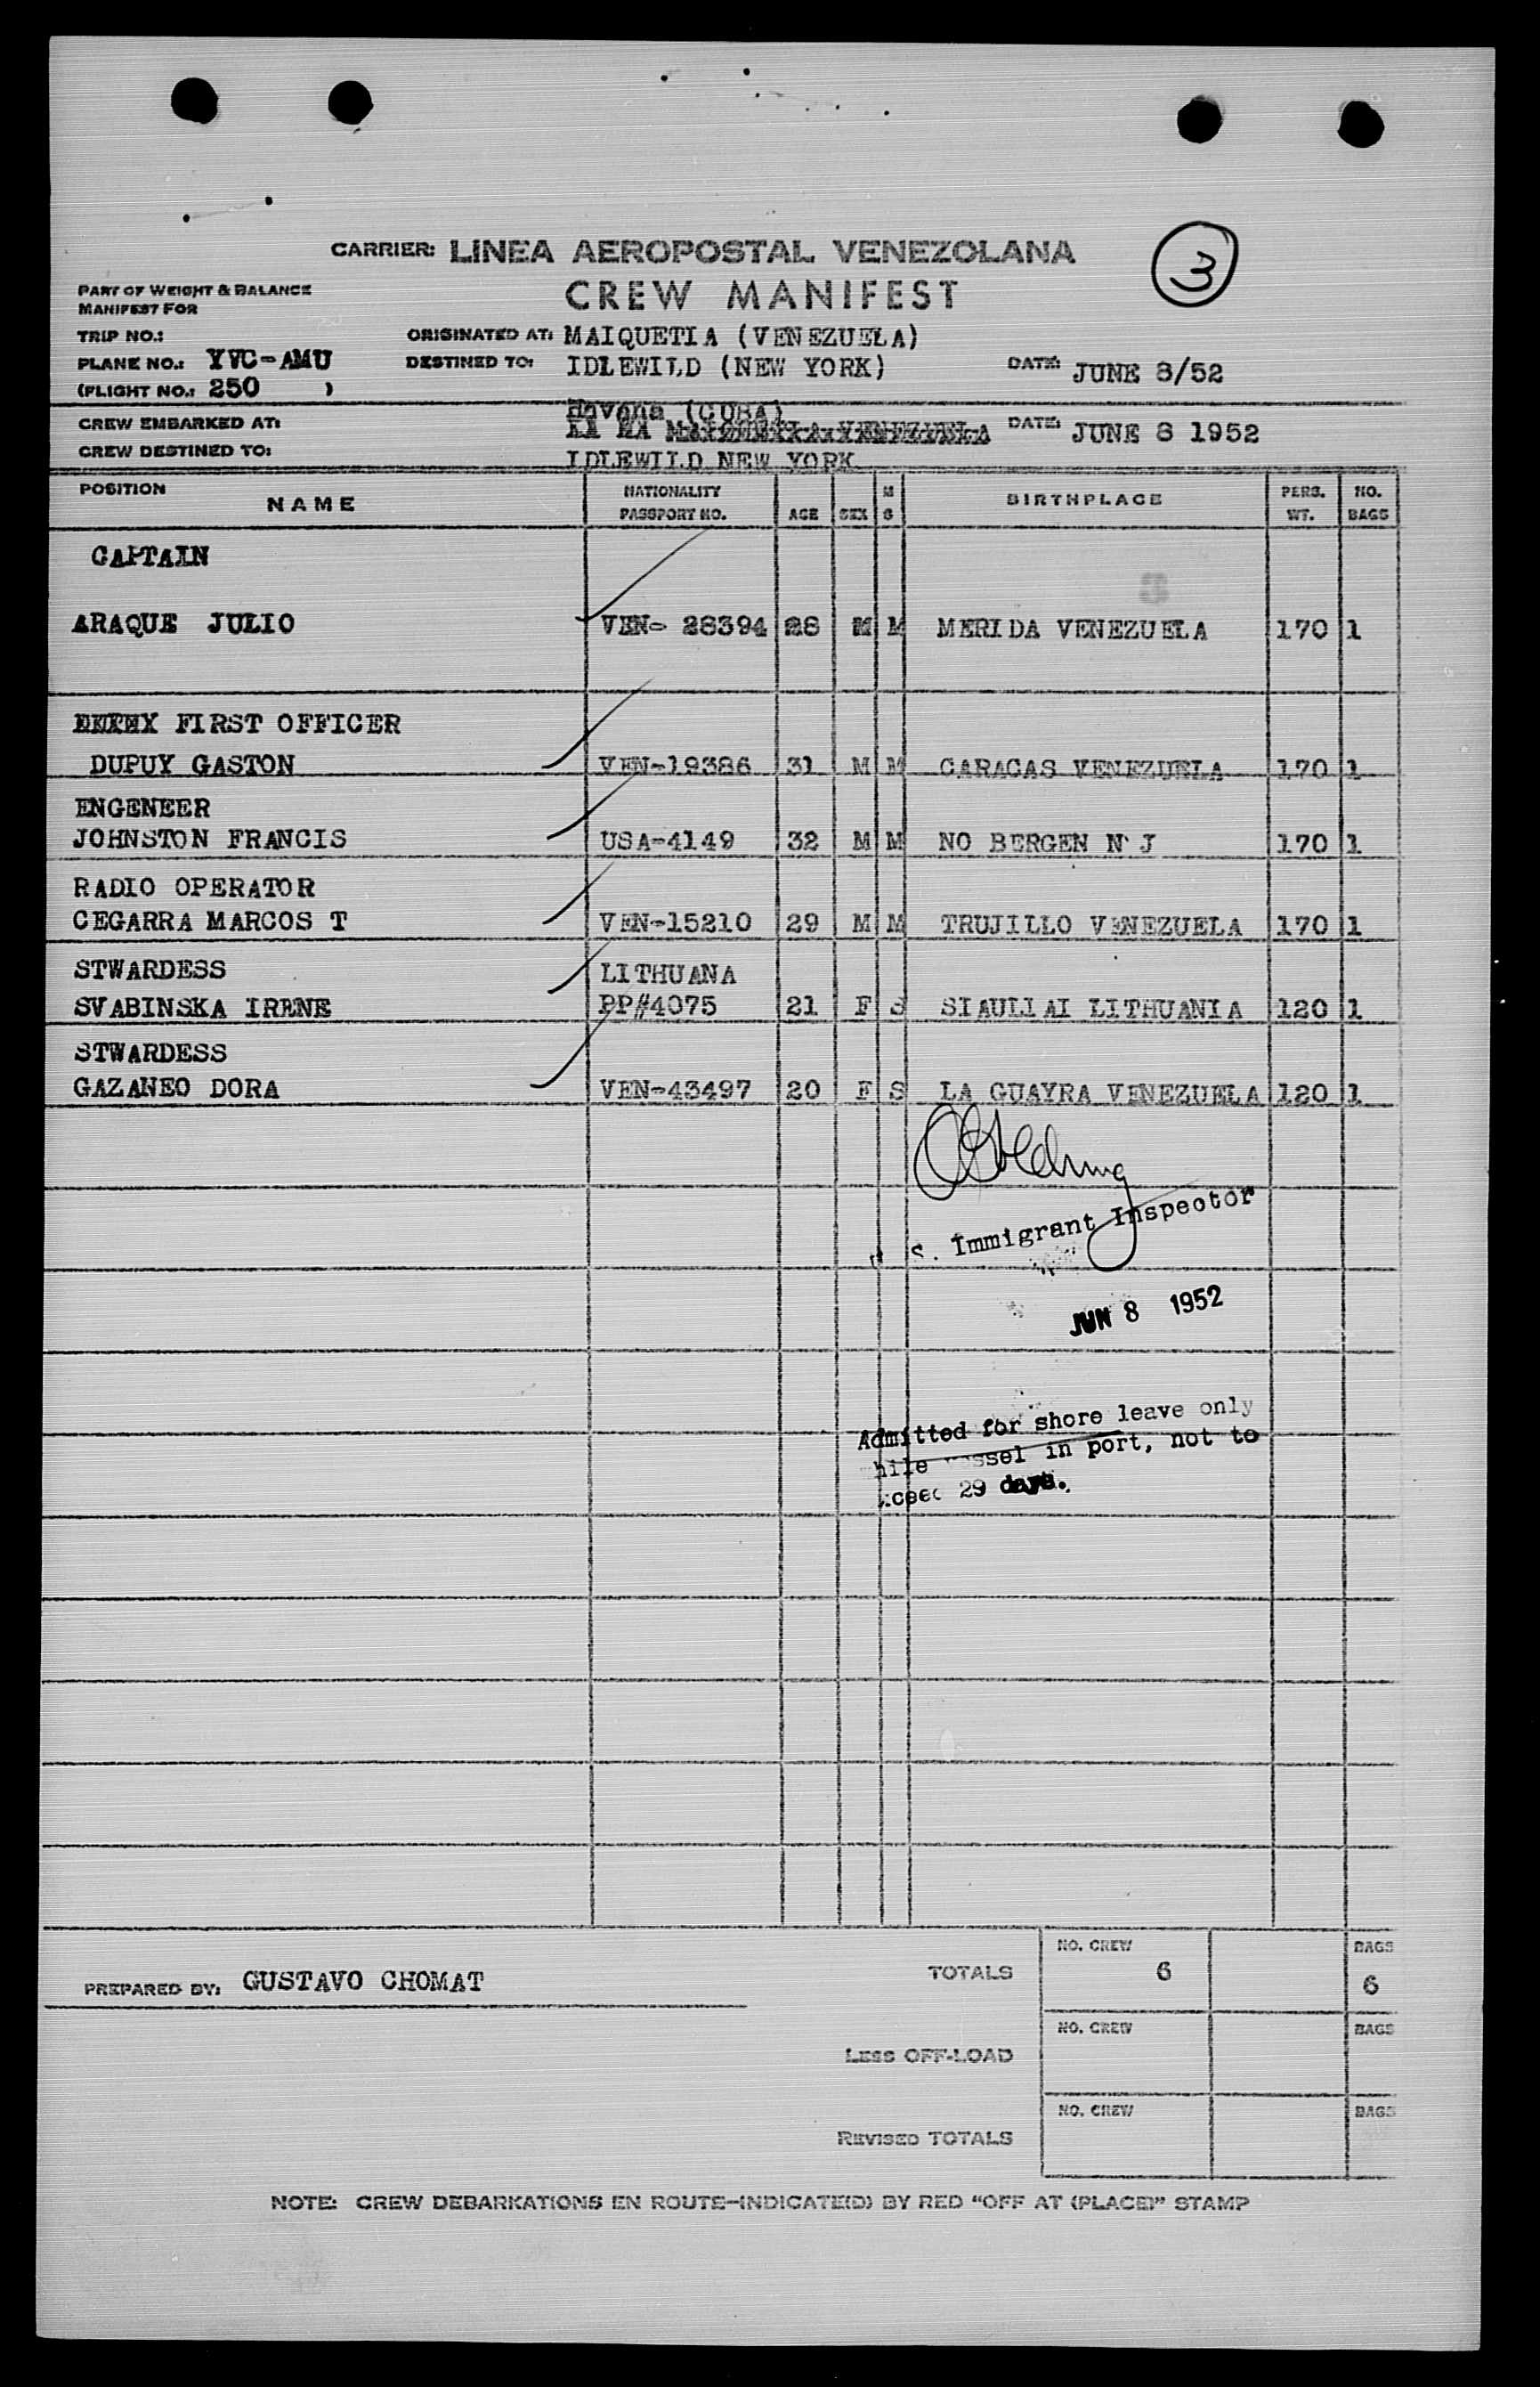 3
CARRIER: LINEA AEROPOSTAL VENEZOLANA
CREW MANIFEST
PART OF WEIGHT & BALANCE
MANIFEST FOR
TRIP NO.: ORIGINATED AT: MAIQUETIA (VENEZUELA)
PLANE NO.: YVC-AMU DESTINED TO: IDLEWILD (NEW YORK) DATE: JUNE 8/52
(FLIGHT NO.: 250 )
Havana (CUBA)
CREW EMBARKED AT: DATE: JUNE 8 1952
CREW DESTINED TO: IDLEWILD NEW YORK
POSITION NAME NATIONALITY PASSPORT NO. AGE SEX M S BIRTHPLACE PERS. WT. NO. BAGS
CAPTAIN
ARAQUE JULIO VEN- 28394 28 M M MERIDA VENEZUELA 170 1
FIRST OFFICER
DUPUY GASTON VEN-19386 31 M M CARACAS VENEZUELA 170 1
ENGENEER
JOHNSTON FRANCIS USA-4149 32 M M NO BERGEN N J 170 1
RADIO OPERATOR
CEGARRA MARCOS T VEN-15210 29 M M TRUJILLO VENEZUELA 170 1
STWARDESS LITHUANA
SVABINSKA IRENE PP#4075 21 F S SIAULIAI LITHUANIA 120 1
STWARDESS
GAZANEO DORA VEN-43497 20 F S LA GUAYRA VENEZUELA 120 1
S. Immigrant Inspector
JUN 8 1952
Admitted for shore leave only
hile vessel in port, not to
xceed 29 days.
PREPARED BY: GUSTAVO CHOMAT
TOTALS NO. CREW 6 BAGS 6
LESS OFF-LOAD NO. CREW BAGS
REVISED TOTALS NO. CREW BAGS
NOTE: CREW DEBARKATIONS EN ROUTE-INDICATE(D) BY RED "OFF AT (PLACE)" STAMP